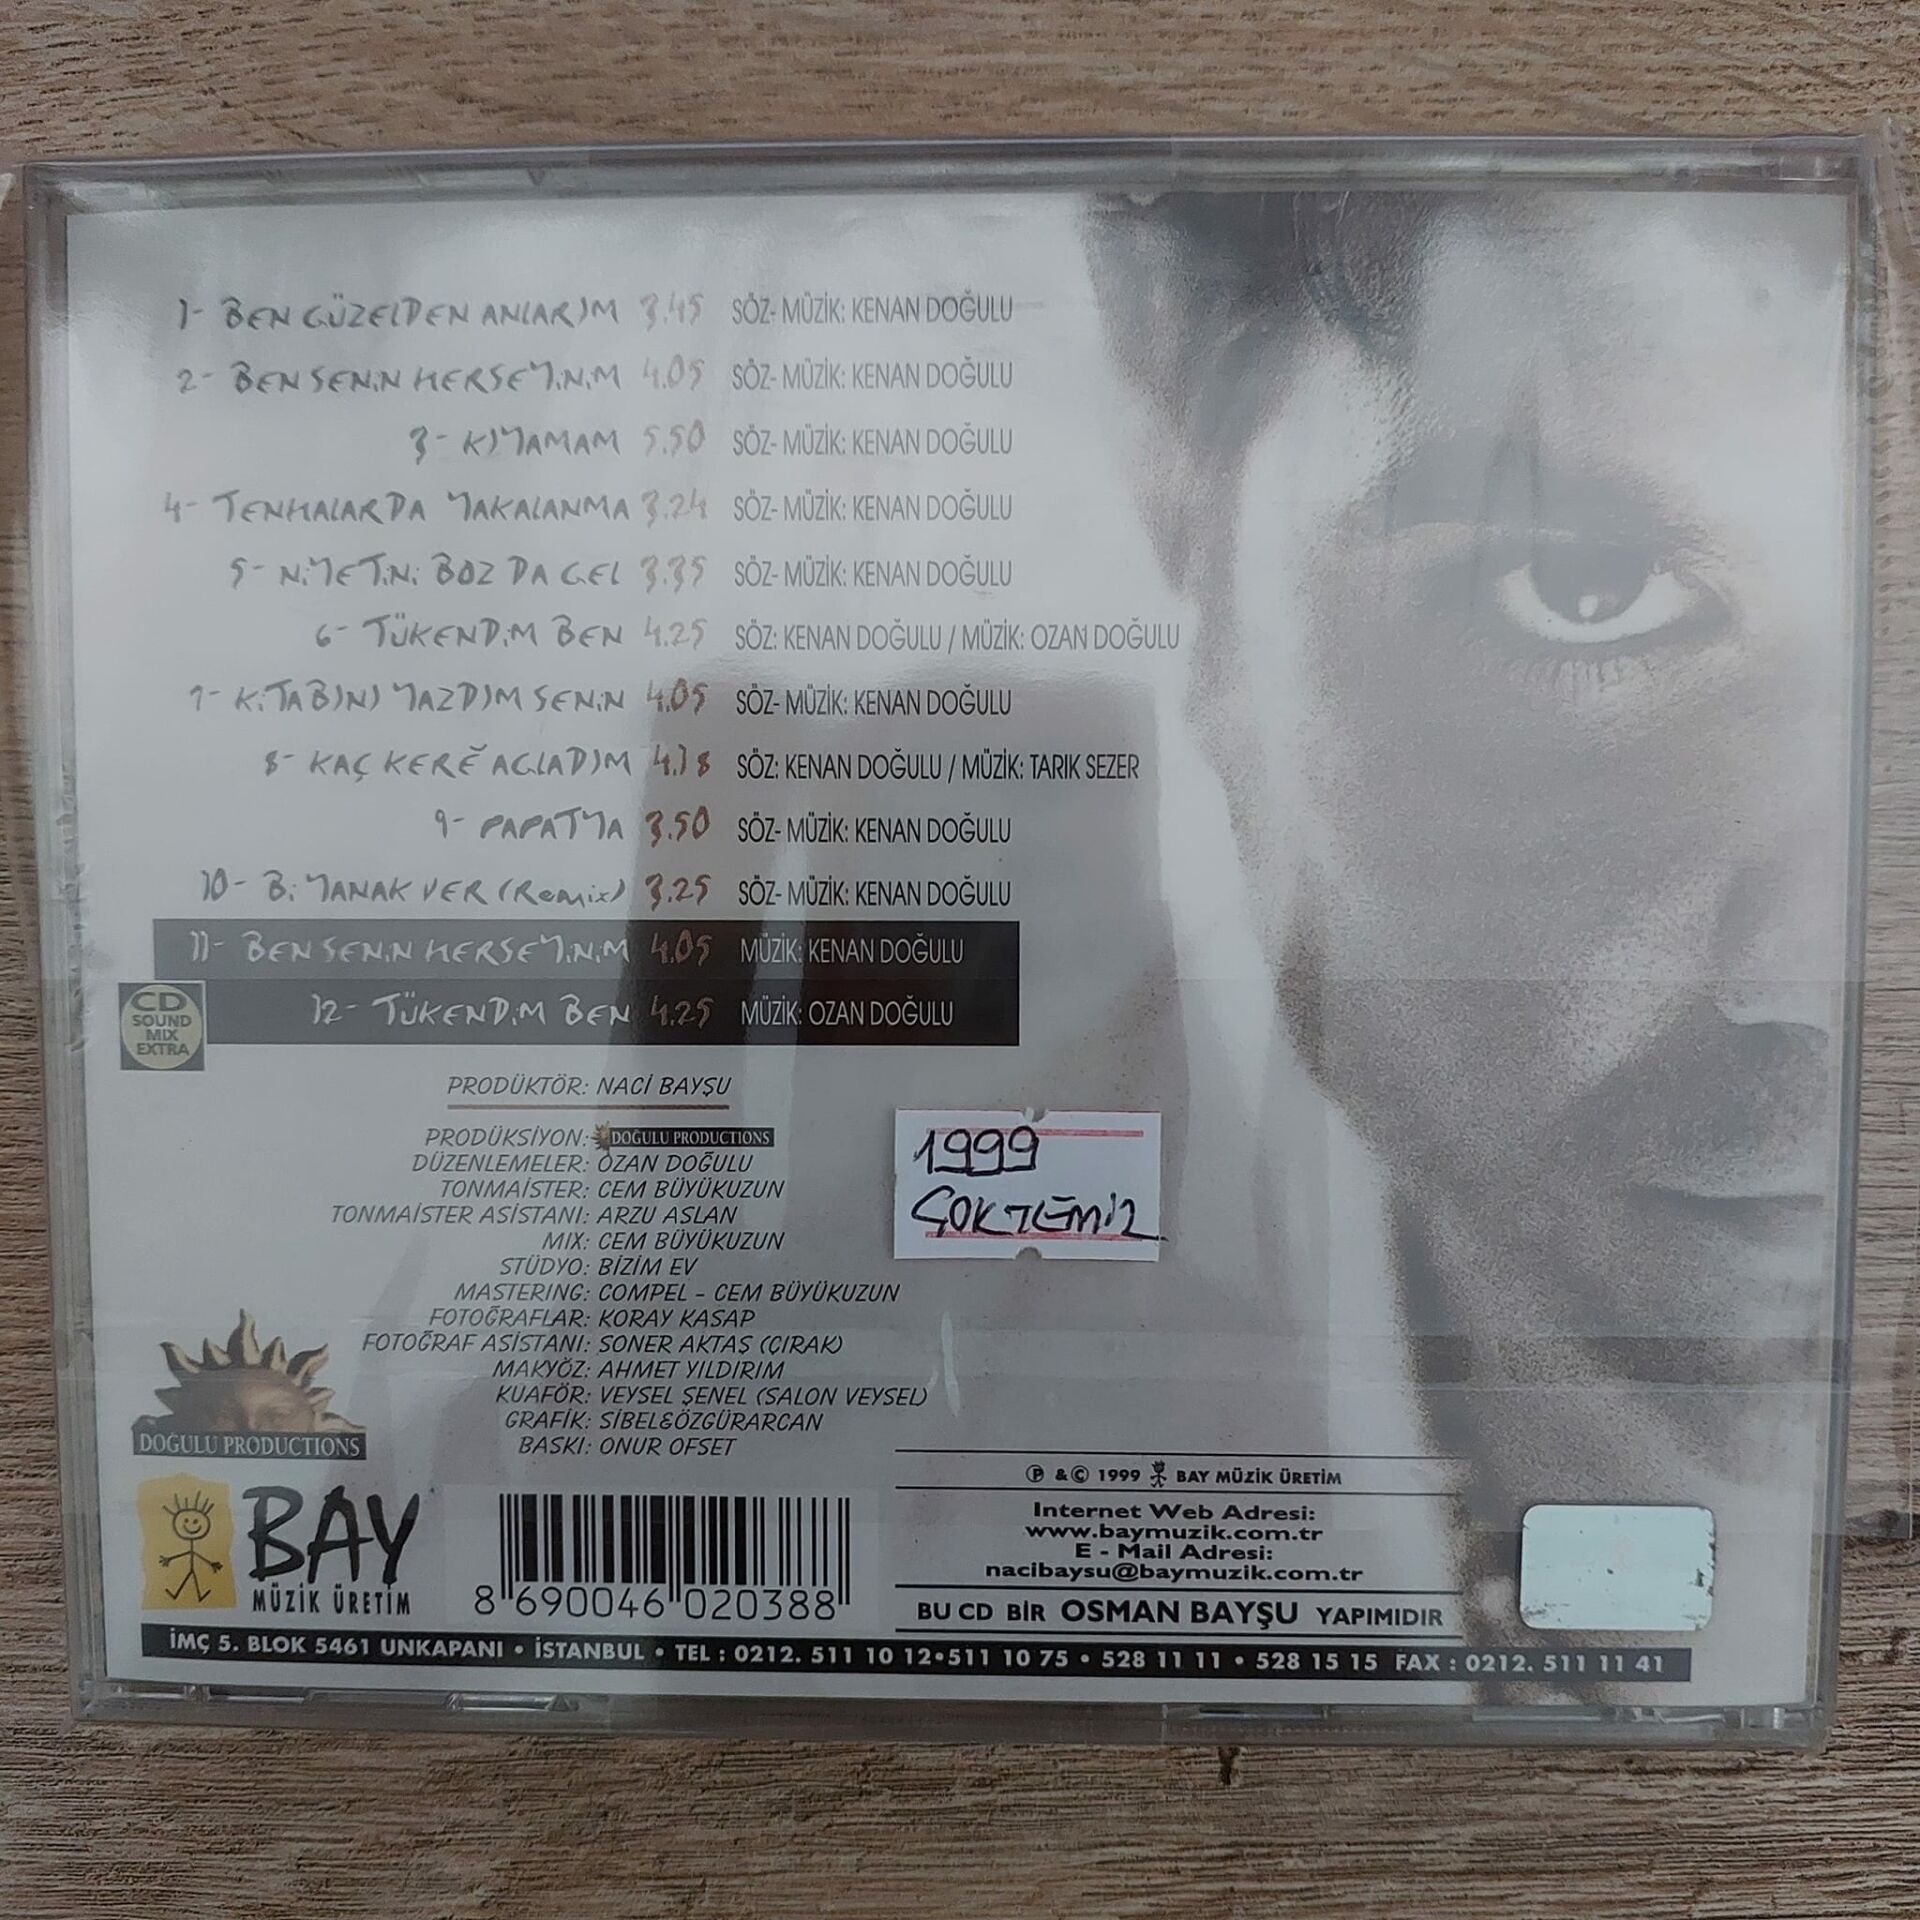 1- BEN GÜZELDEN ANLARIM 3.45 SÖZ- MÜZİK: KENAN DOĞULU
2- BEN SENİN HERŞEYİNİM 4.05 SÖZ- MÜZİK: KENAN DOĞULU
3- KIYAMAM 5.50 SÖZ- MÜZİK: KENAN DOĞULU
4- TENHALARDA YAKALANMA 3.24 SÖZ- MÜZİK: KENAN DOĞULU
5- NİYETİNİ BOZ DA GEL 3.35 SÖZ- MÜZİK: KENAN DOĞULU
6- TÜKENDİM BEN 4.25 SÖZ: KENAN DOĞULU / MÜZİK: OZAN DOĞULU
7- KİTABINI YAZDIM SENİN 4.05 SÖZ- MÜZİK: KENAN DOĞULU
8- KAÇ KERE AĞLADIM 4.18 SÖZ: KENAN DOĞULU / MÜZİK: TARIK SEZER
9- PAPATYA 3.50 SÖZ- MÜZİK: KENAN DOĞULU
10- Bİ YANAK VER (Remix) 3.25 SÖZ- MÜZİK: KENAN DOĞULU
11- BEN SENİN HERŞEYİNİM 4.05 MÜZİK: KENAN DOĞULU
12- TÜKENDİM BEN 4.25 MÜZİK: OZAN DOĞULU
CD
SOUND
MIX
EXTRA
PRODÜKTÖR: NACİ BAYŞU
PRODÜKSİYON: DOĞULU PRODUCTIONS
DÜZENLEMELER: OZAN DOĞULU
TONMAİSTER: CEM BÜYÜKUZUN
TONMAİSTER ASİSTANI: ARZU ASLAN
MIX: CEM BÜYÜKUZUN
STÜDYO: BİZİM EV
MASTERING: COMPEL - CEM BÜYÜKUZUN
FOTOĞRAFLAR: KORAY KASAP
FOTOĞRAF ASİSTANI: SONER AKTAŞ (ÇIRAK)
MAKYÖZ: AHMET YILDIRIM
KUAFÖR: VEYSEL ŞENEL (SALON VEYSEL)
GRAFİK: SİBEL&ÖZGÜRARCAN
BASKI: ONUR OFSET
1999
ÇOK TEMİZ
DOĞULU PRODUCTIONS
BAY
MÜZİK ÜRETİM
8 690046 020388
℗ & © 1999 BAY MÜZİK ÜRETİM
Internet Web Adresi:
www.baymuzik.com.tr
E - Mail Adresi:
nacibaysu@baymuzik.com.tr
BU CD BİR OSMAN BAYŞU YAPIMIDIR
İMÇ 5. BLOK 5461 UNKAPANI • İSTANBUL • TEL : 0212. 511 10 12•511 10 75 • 528 11 11 • 528 15 15 FAX : 0212. 511 11 41